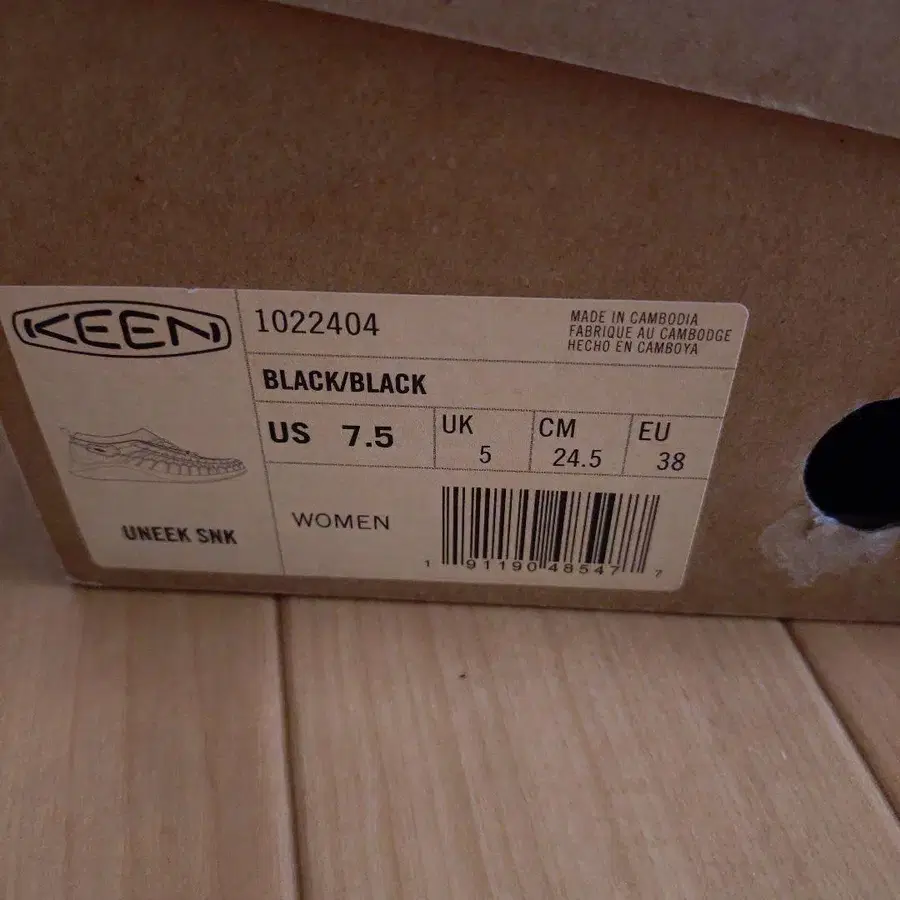 KEEN
1022404
MADE IN CAMBODIA
FABRIQUE AU CAMBODGE
HECHO EN CAMBOYA
BLACK/BLACK
US 7.5
UK 5
CM 24.5
EU 38
UNEEK SNK
WOMEN
1 91190 48547 7